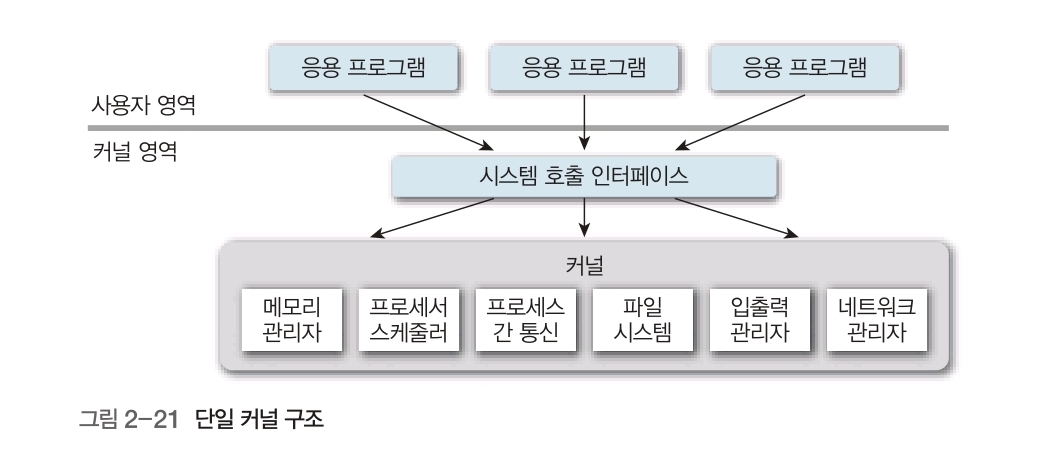 응용 프로그램 응용 프로그램 응용 프로그램
사용자 영역
커널 영역
시스템 호출 인터페이스
커널
메모리 관리자
프로세서 스케줄러
프로세스 간 통신
파일 시스템
입출력 관리자
네트워크 관리자
그림 2-21 단일 커널 구조